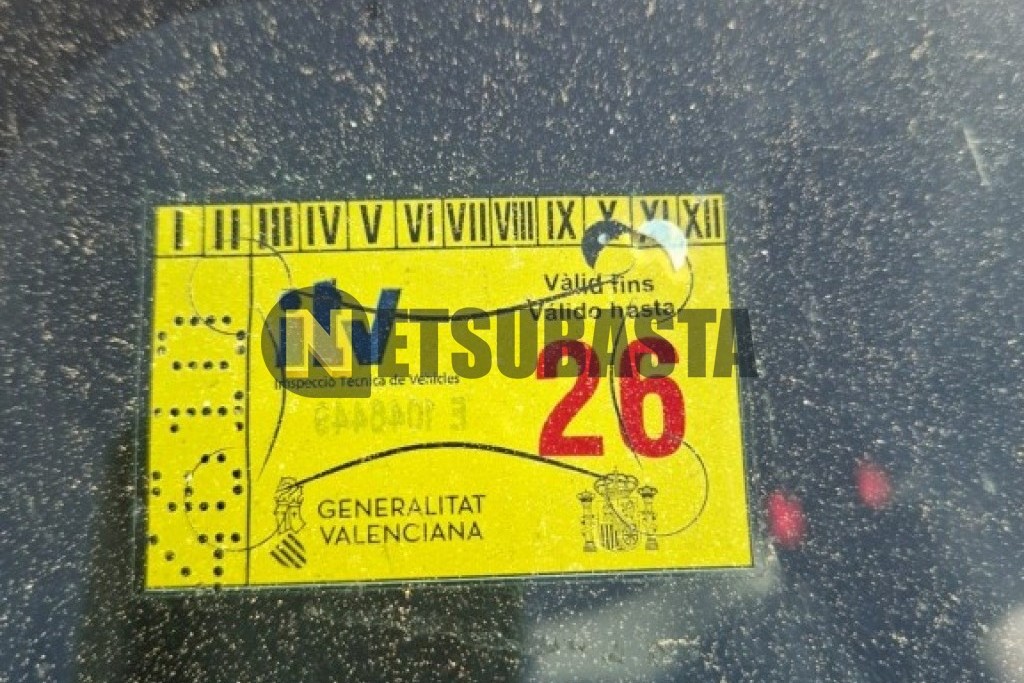 I II III IV V VI VII VIII IX X XI XII
Vàlid fins
Válido hasta
itv
NETSUBASTA
Inspecció Tècnica de Vehicles
26
E 1048449
GENERALITAT
VALENCIANA